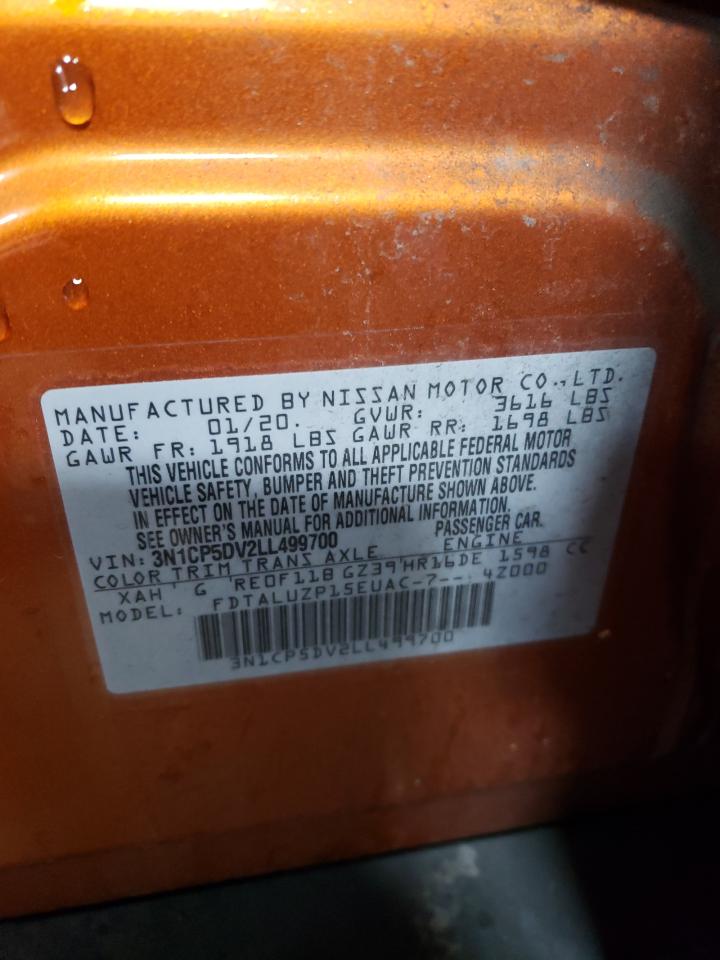 MANUFACTURED BY NISSAN MOTOR CO.,LTD.
DATE: 01/20. GVWR: 3616 LBS
GAWR FR: 1918 LBS GAWR RR: 1698 LBS
THIS VEHICLE CONFORMS TO ALL APPLICABLE FEDERAL MOTOR
VEHICLE SAFETY, BUMPER AND THEFT PREVENTION STANDARDS
IN EFFECT ON THE DATE OF MANUFACTURE SHOWN ABOVE.
SEE OWNER'S MANUAL FOR ADDITIONAL INFORMATION.
VIN: 3N1CP5DV2LL499700 PASSENGER CAR.
COLOR TRIM TRANS AXLE ENGINE
XAH G RE0F11B GZ39 HR16DE 1598 CC
MODEL: FDTALUZP15EUAC-7-- 4Z000
3N1CP5DV2LL499700